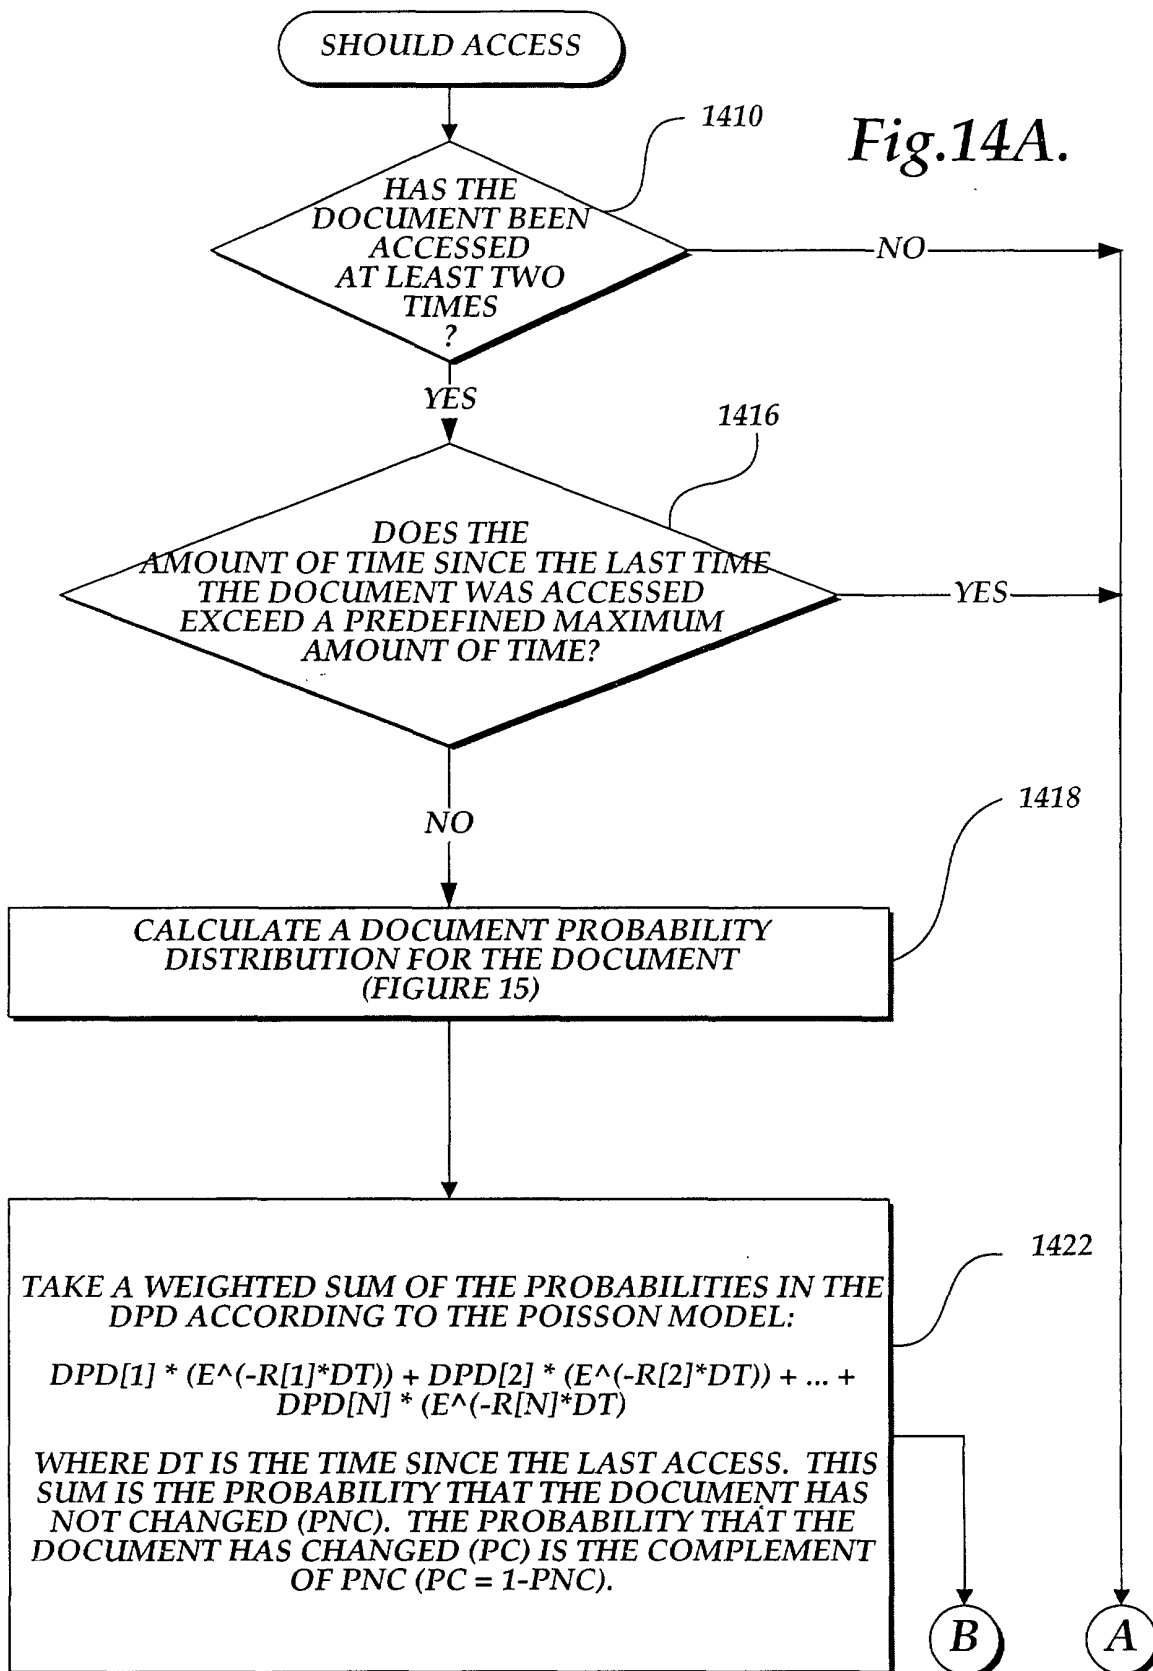 SHOULD ACCESS
1410
Fig.14A.
HAS THE
DOCUMENT BEEN
ACCESSED
AT LEAST TWO
TIMES
?
NO
YES
1416
DOES THE
AMOUNT OF TIME SINCE THE LAST TIME
THE DOCUMENT WAS ACCESSED
EXCEED A PREDEFINED MAXIMUM
AMOUNT OF TIME?
YES
NO
1418
CALCULATE A DOCUMENT PROBABILITY
DISTRIBUTION FOR THE DOCUMENT
(FIGURE 15)
1422
TAKE A WEIGHTED SUM OF THE PROBABILITIES IN THE
DPD ACCORDING TO THE POISSON MODEL:
DPD[1] * (E^(-R[1]*DT)) + DPD[2] * (E^(-R[2]*DT)) + ... +
DPD[N] * (E^(-R[N]*DT)
WHERE DT IS THE TIME SINCE THE LAST ACCESS. THIS
SUM IS THE PROBABILITY THAT THE DOCUMENT HAS
NOT CHANGED (PNC). THE PROBABILITY THAT THE
DOCUMENT HAS CHANGED (PC) IS THE COMPLEMENT
OF PNC (PC = 1-PNC).
B
A